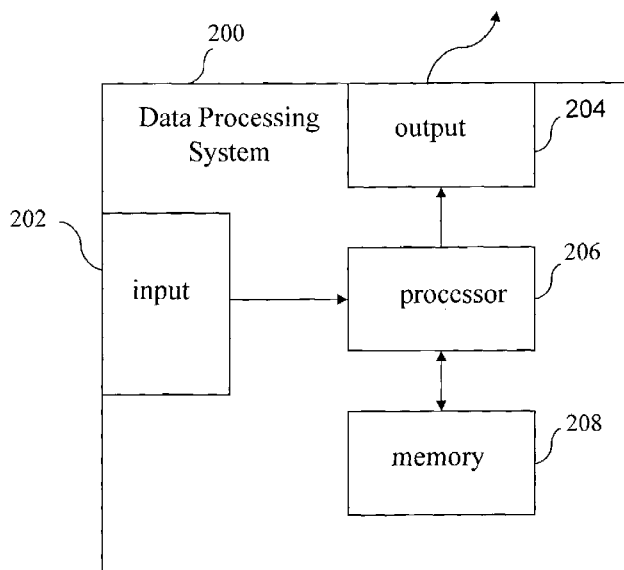 200
Data Processing
System
output
204
202
input
processor
206
memory
208